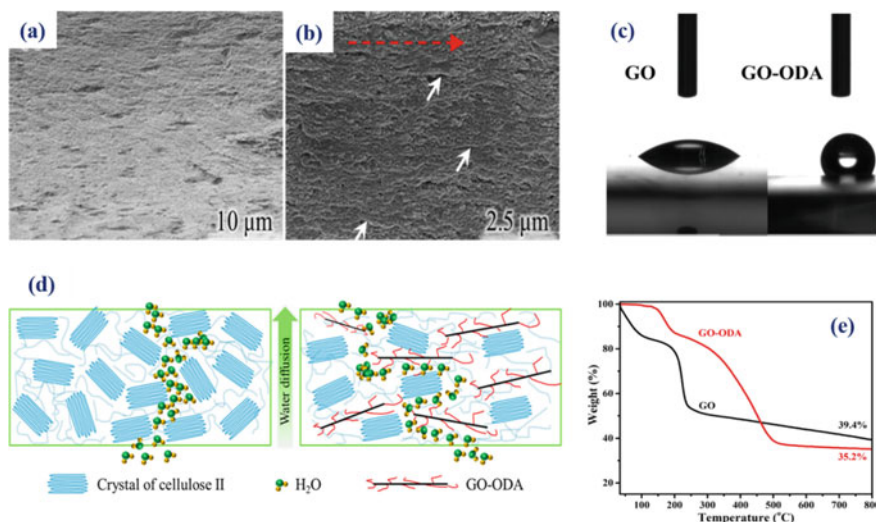 (a)
10 µm
(b)
2.5 µm
(c)
GO
GO-ODA
(d)
Water diffusion
Crystal of cellulose II
H₂O
GO-ODA
(e)
GO-ODA
GO
39.4%
35.2%
Weight (%)
100
80
60
40
20
0 100 200 300 400 500 600 700 800
Temperature (°C)